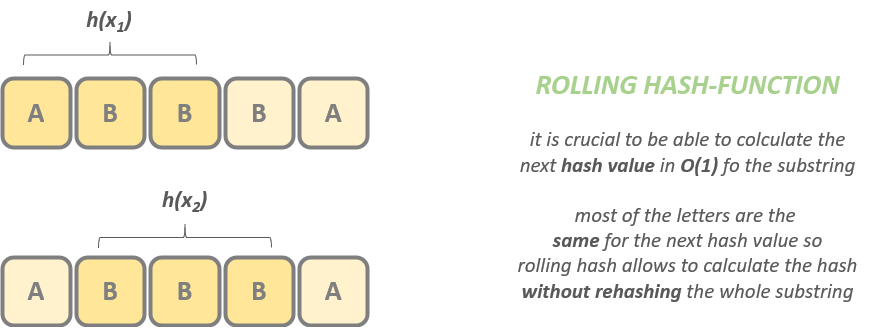 h(x₁)
A B B B A
h(x₂)
A B B B A
ROLLING HASH-FUNCTION
it is crucial to be able to colculate the
next hash value in O(1) fo the substring
most of the letters are the
same for the next hash value so
rolling hash allows to calculate the hash
without rehashing the whole substring